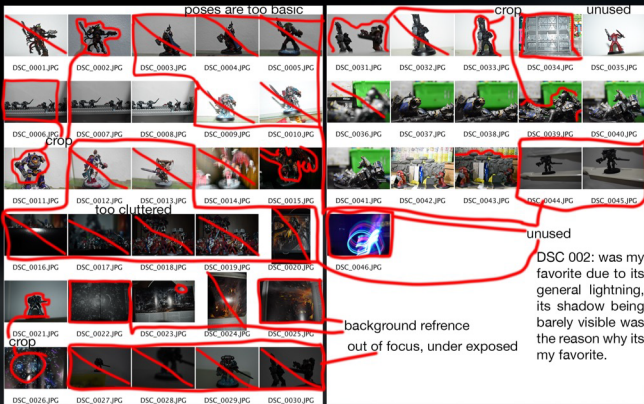 poses are too basic
crop
unused
DSC_0001.JPG DSC_0002.JPG DSC_0003.JPG DSC_0004.JPG DSC_0005.JPG
DSC_0031.JPG DSC_0032.JPG DSC_0033.JPG DSC_0034.JPG DSC_0035.JPG
DSC_0006.JPG DSC_0007.JPG DSC_0008.JPG DSC_0009.JPG DSC_0010.JPG
DSC_0036.JPG DSC_0037.JPG DSC_0038.JPG DSC_0039.JPG DSC_0040.JPG
crop
DSC_0011.JPG DSC_0012.JPG DSC_0013.JPG DSC_0014.JPG DSC_0015.JPG
DSC_0041.JPG DSC_0042.JPG DSC_0043.JPG DSC_0044.JPG DSC_0045.JPG
too cluttered
unused
DSC_0016.JPG DSC_0017.JPG DSC_0018.JPG DSC_0019.JPG DSC_0020.JPG
DSC_0046.JPG
DSC 002: was my
favorite due to its
general lightning,
its shadow being
barely visible was
the reason why its
my favorite.
DSC_0021.JPG DSC_0022.JPG DSC_0023.JPG DSC_0024.JPG DSC_0025.JPG
background refrence
crop
out of focus, under exposed
DSC_0026.JPG DSC_0027.JPG DSC_0028.JPG DSC_0029.JPG DSC_0030.JPG